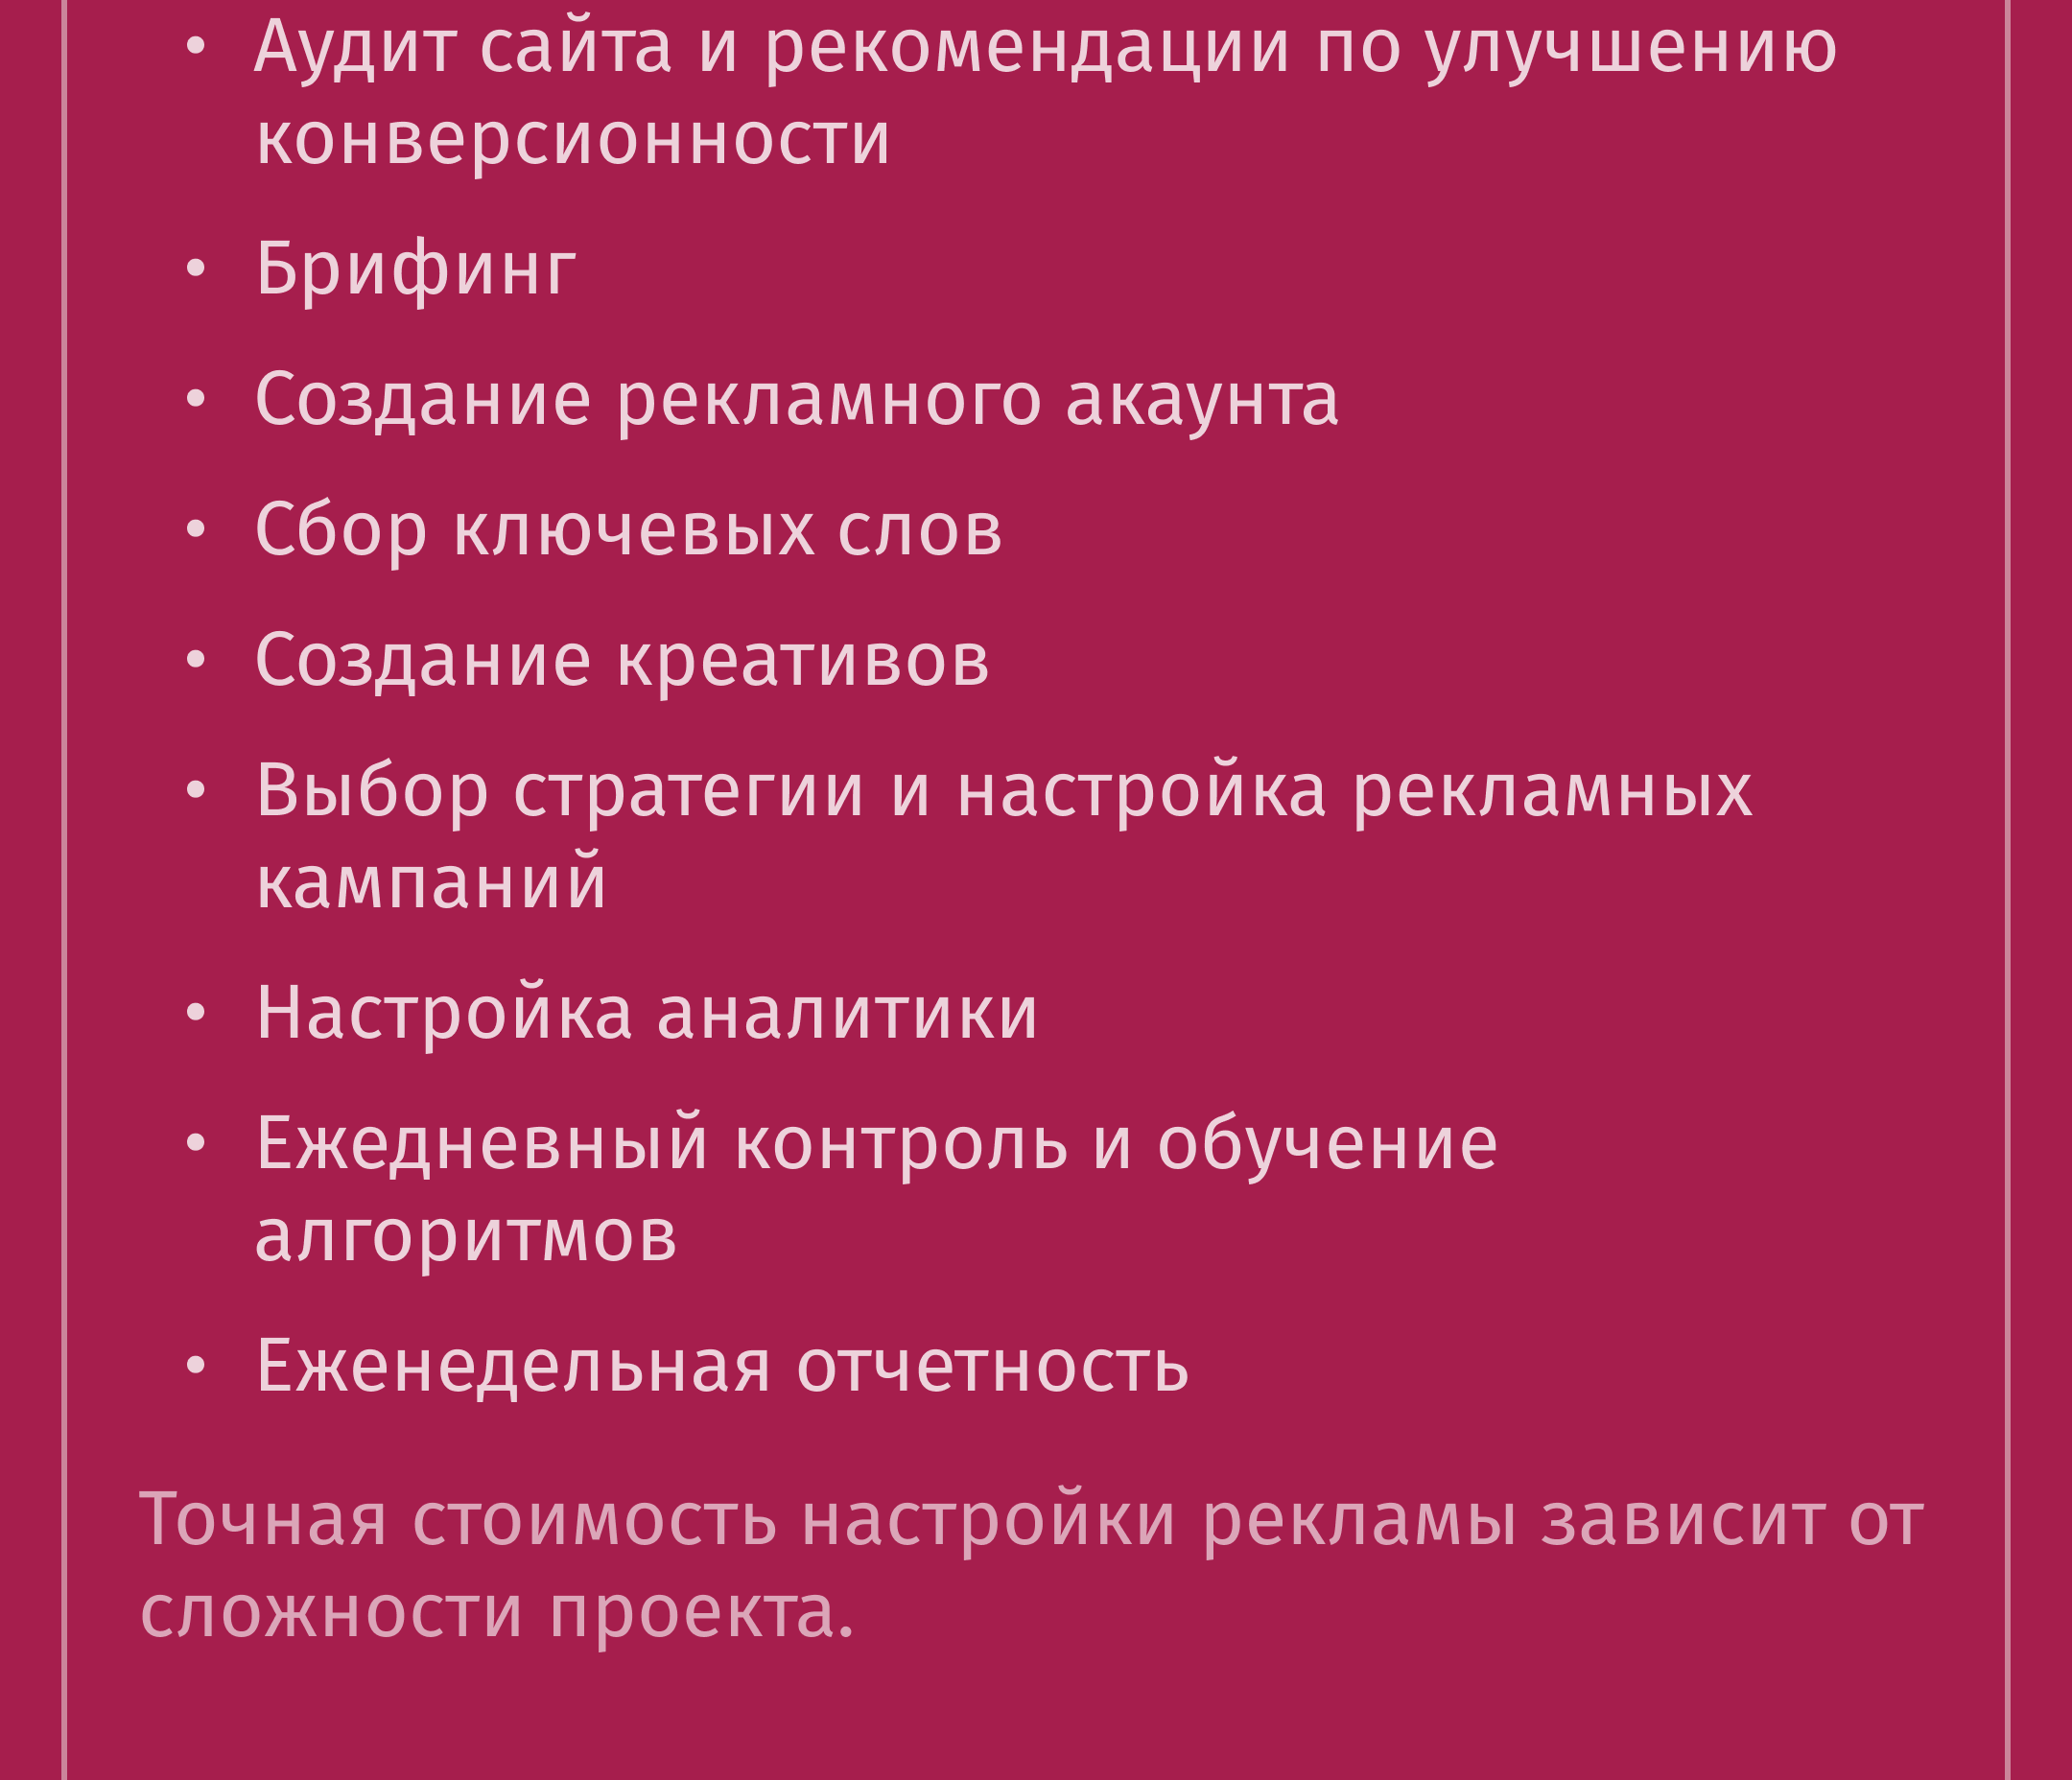 • Аудит сайта и рекомендации по улучшению
конверсионности
• Брифинг
• Создание рекламного акаунта
• Сбор ключевых слов
• Создание креативов
• Выбор стратегии и настройка рекламных
кампаний
• Настройка аналитики
• Ежедневный контроль и обучение
алгоритмов
• Еженедельная отчетность
Точная стоимость настройки рекламы зависит от
сложности проекта.